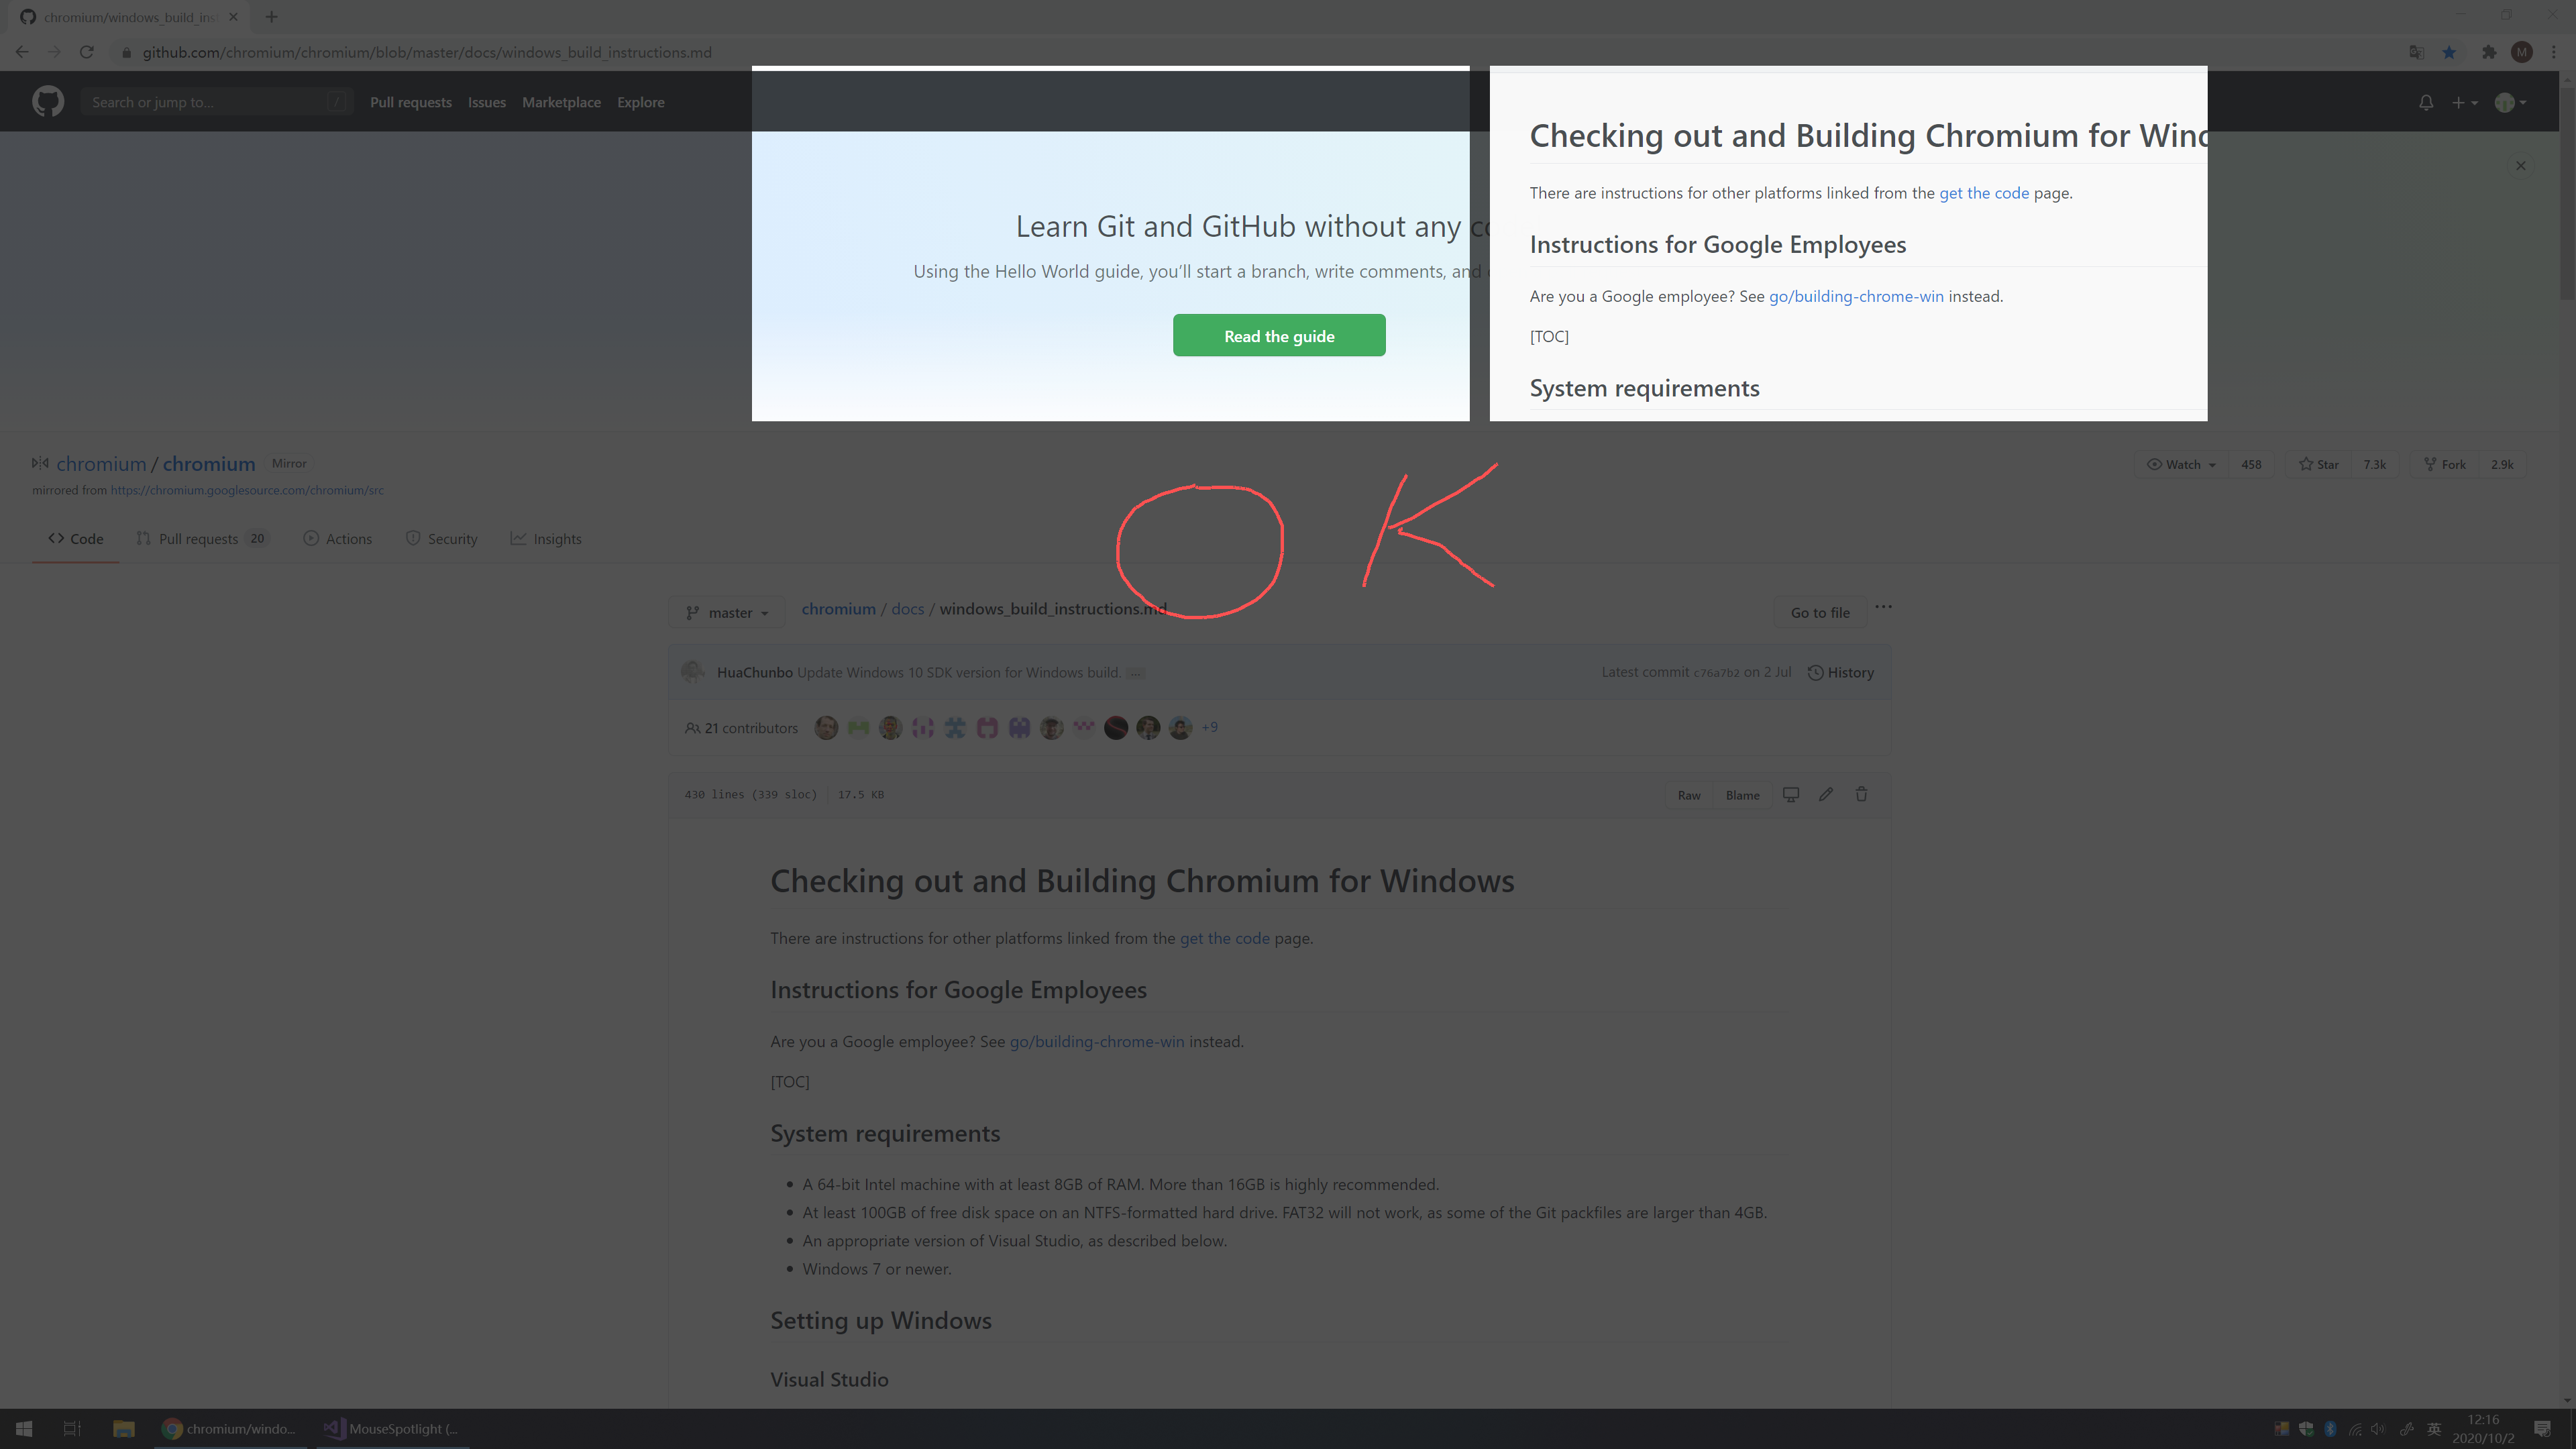 chromium/windows_build_ins
github.com/chromium/chromium/blob/master/docs/windows_build_instructions.md
M
Search or jump to... /
Pull requests Issues Marketplace Explore
Learn Git and GitHub without any co
Using the Hello World guide, you’ll start a branch, write comments, and
Read the guide
Checking out and Building Chromium for Wind
There are instructions for other platforms linked from the get the code page.
Instructions for Google Employees
Are you a Google employee? See go/building-chrome-win instead.
[TOC]
System requirements
chromium / chromium Mirror
mirrored from https://chromium.googlesource.com/chromium/src
Watch 458 Star 7.3k Fork 2.9k
OK
Code Pull requests 20 Actions Security Insights
master chromium / docs / windows_build_instructions.md Go to file ...
HuaChunbo Update Windows 10 SDK version for Windows build. ... Latest commit c76a7b2 on 2 Jul History
21 contributors +9
430 lines (339 sloc) 17.5 KB Raw Blame
Checking out and Building Chromium for Windows
There are instructions for other platforms linked from the get the code page.
Instructions for Google Employees
Are you a Google employee? See go/building-chrome-win instead.
[TOC]
System requirements
• A 64-bit Intel machine with at least 8GB of RAM. More than 16GB is highly recommended.
• At least 100GB of free disk space on an NTFS-formatted hard drive. FAT32 will not work, as some of the Git packfiles are larger than 4GB.
• An appropriate version of Visual Studio, as described below.
• Windows 7 or newer.
Setting up Windows
Visual Studio
chromium/windo... MouseSpotlight (... 英 12:16
2020/10/2